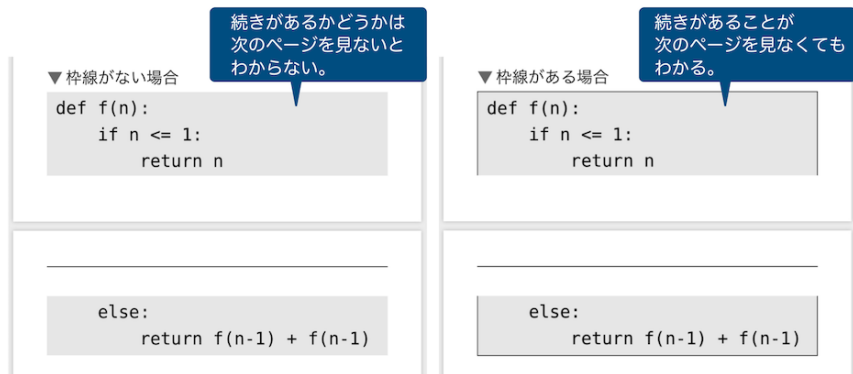 続きがあるかどうかは
次のページを見ないと
わからない。
▼枠線がない場合
def f(n):
    if n <= 1:
        return n
    else:
        return f(n-1) + f(n-1)
続きがあることが
次のページを見なくても
わかる。
▼枠線がある場合
def f(n):
    if n <= 1:
        return n
    else:
        return f(n-1) + f(n-1)